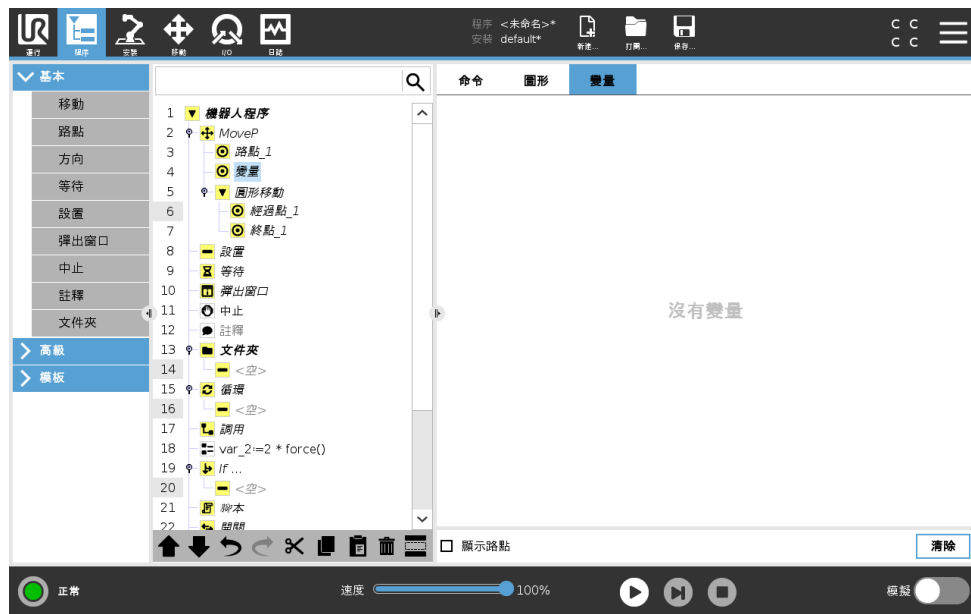 程序 <未命名>*
安裝 default*
運行 程序 安裝 移動 I/O 日誌 新建... 打開... 保存...
C C
C C
基本
移動
路點
方向
等待
設置
彈出窗口
中止
註釋
文件夾
高級
模板
1 機器人程序
2 MoveP
3 路點_1
4 變量
5 圓形移動
6 經過點_1
7 終點_1
8 設置
9 等待
10 彈出窗口
11 中止
12 註釋
13 文件夾
14 <空>
15 循環
16 <空>
17 調用
18 var_2:=2 * force()
19 If ...
20 <空>
21 腳本
22 開關
命令 圖形 變量
沒有變量
顯示路點
清除
正常
速度 100%
模擬